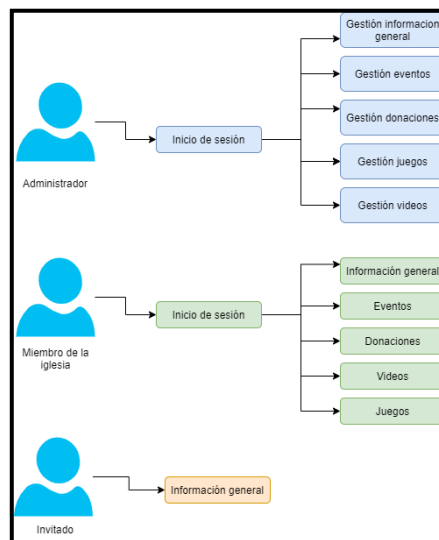 Gestión informacion
general
Gestión eventos
Gestión donaciones
Gestión juegos
Gestión videos
Inicio de sesión
Administrador
Información general
Eventos
Donaciones
Videos
Juegos
Inicio de sesión
Miembro de la
iglesia
Información general
Invitado